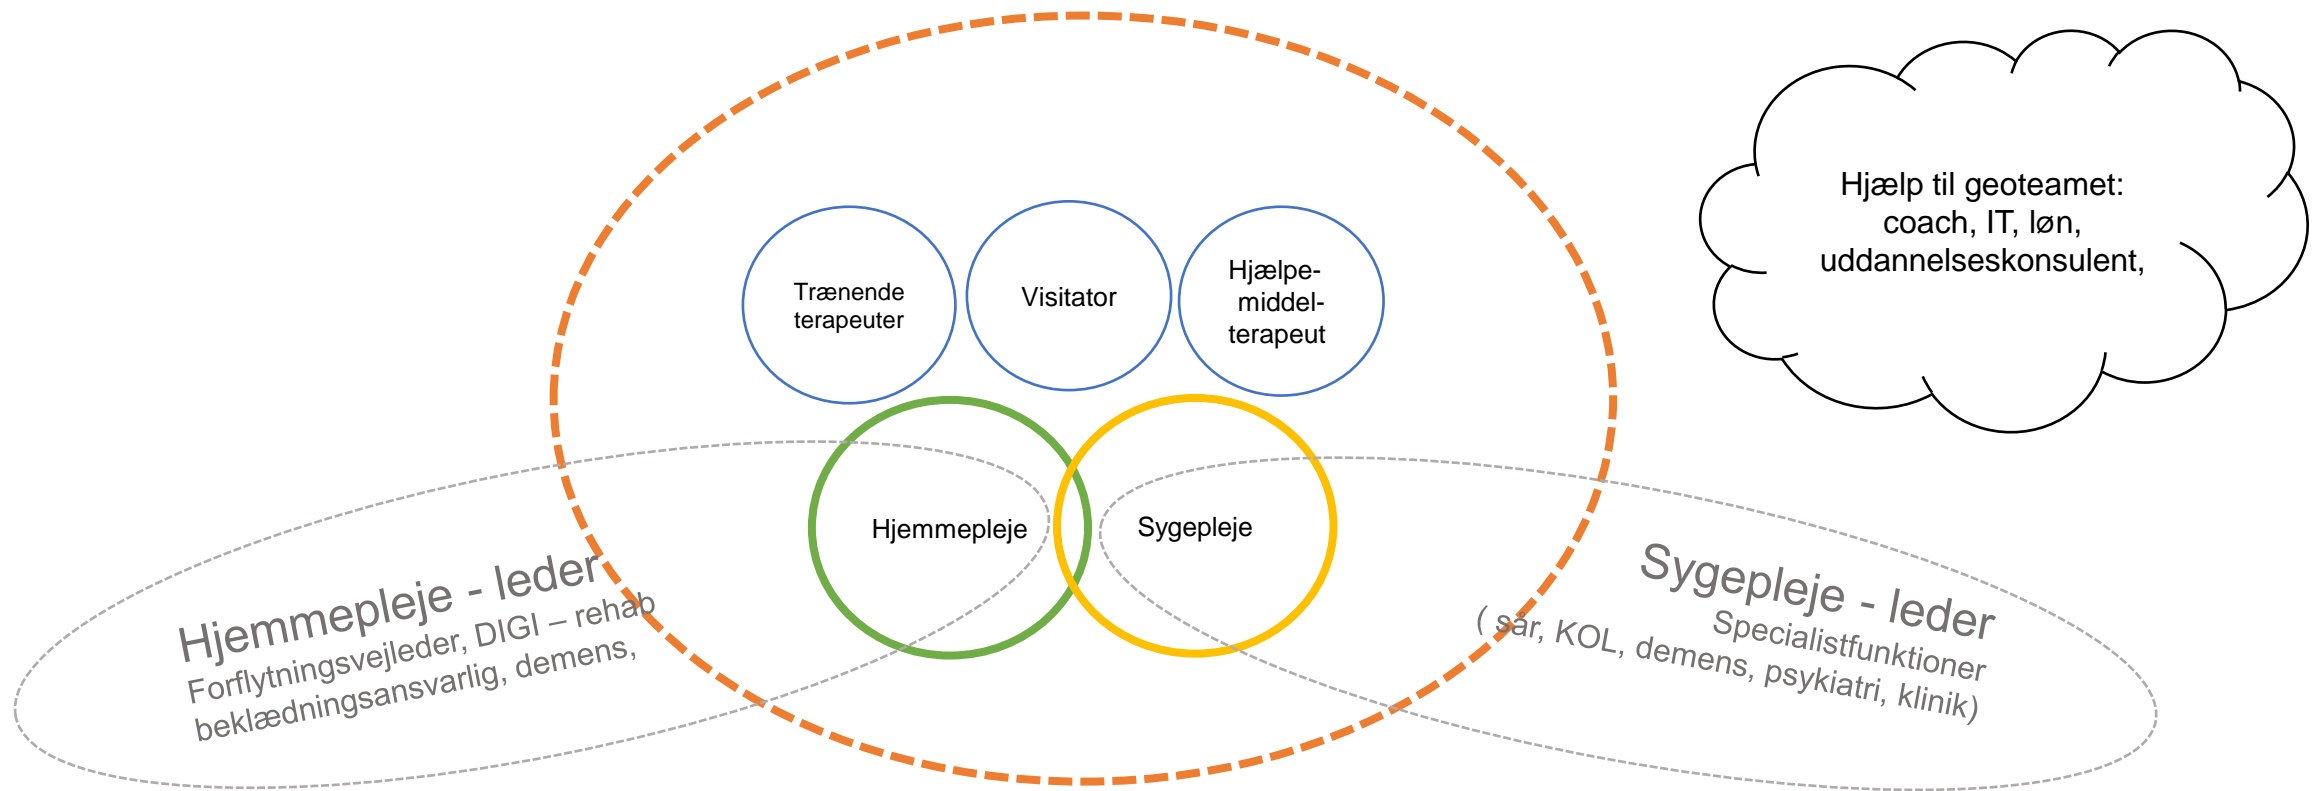 Hjælp til geoteamet:
coach, IT, løn,
uddannelseskonsulent,
Trænende
terapeuter
Visitator
Hjælpe-
middel-
terapeut
Hjemmepleje
Sygepleje
Hjemmepleje - leder
Forflytningsvejleder, DIGI – rehab
beklædningsansvarlig, demens,
Sygepleje - leder
Specialistfunktioner
( sår, KOL, demens, psykiatri, klinik)